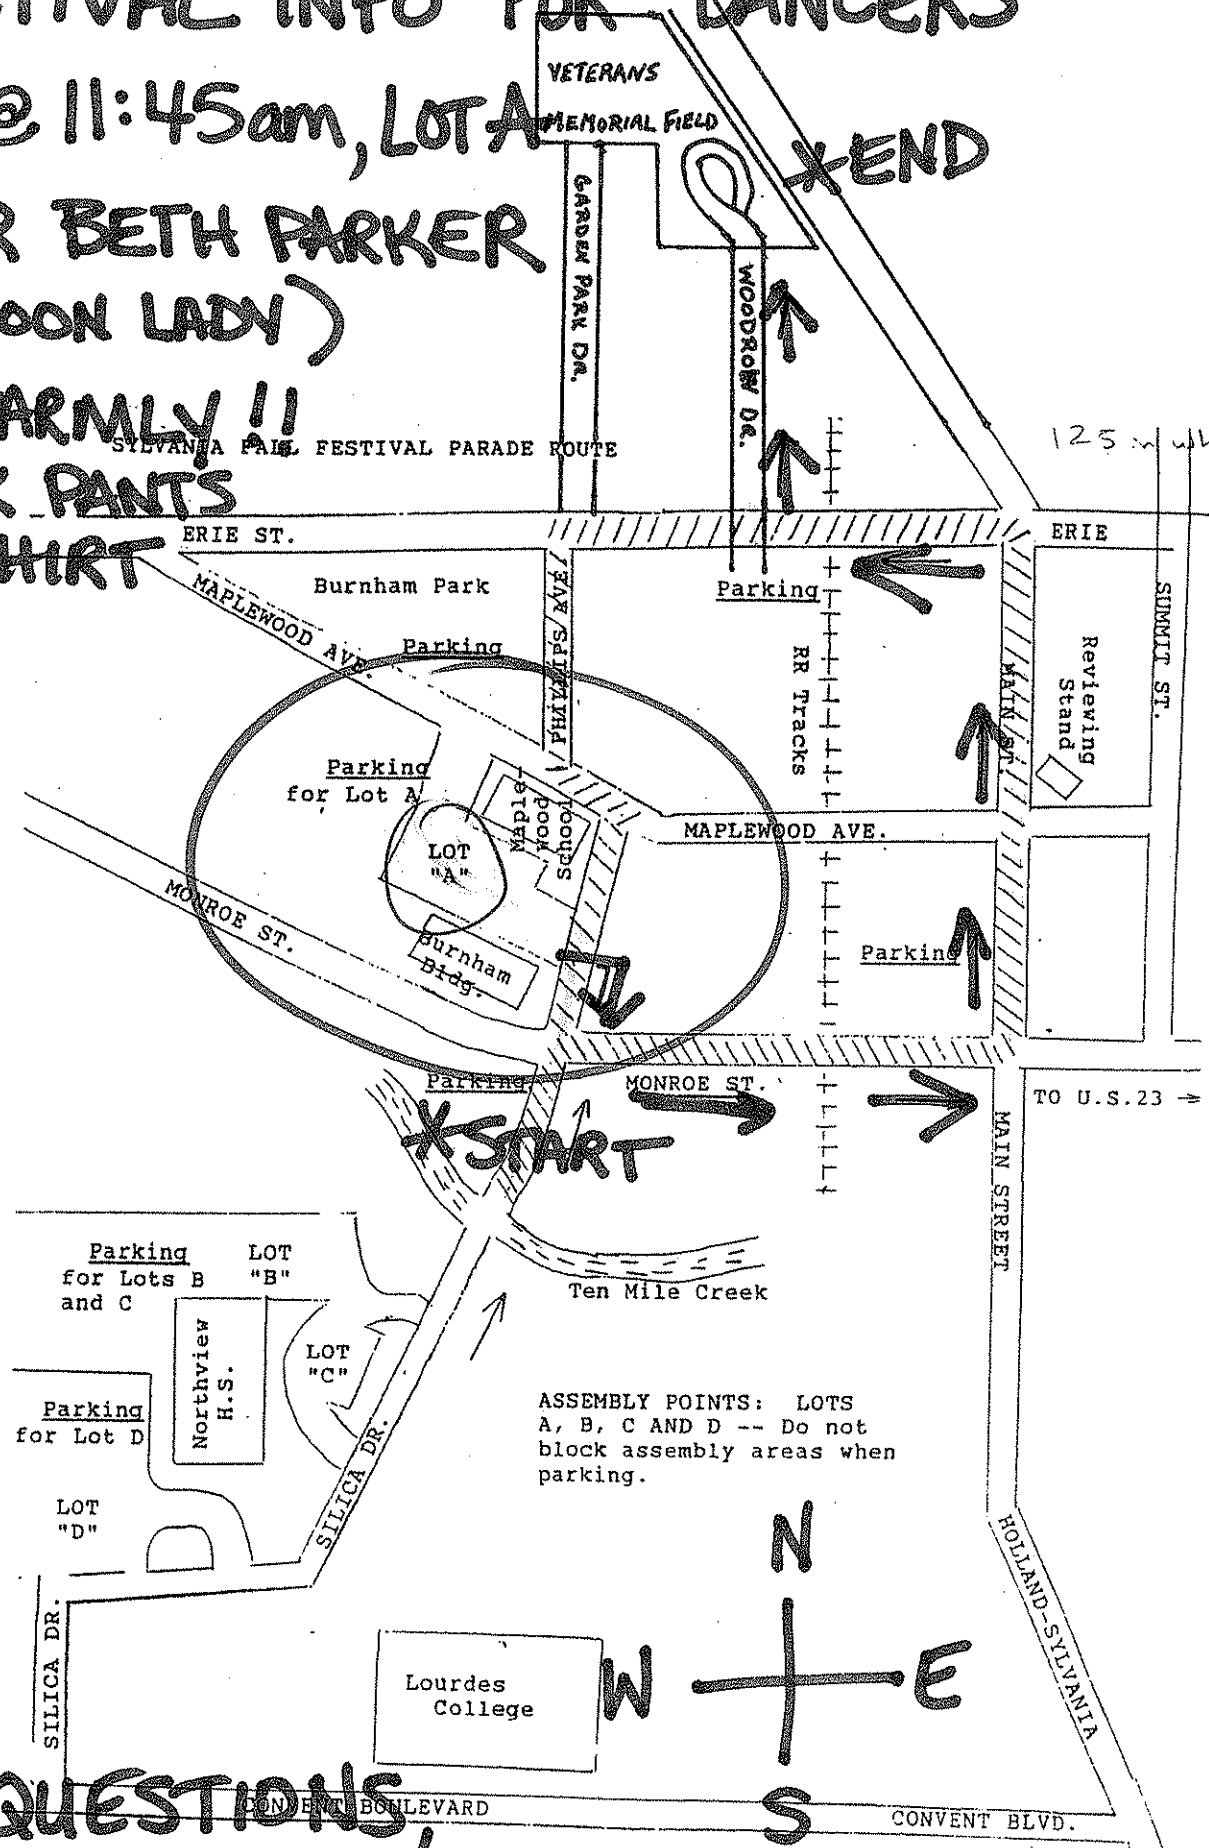 TIVAL INFO FOR DANCERS
@ 11:45am, LOT A
R BETH PARKER
OON LADY)
ARMLY !!
PANTS
HIRT
VETERANS
MEMORIAL FIELD
*END
GARDEN PARK DR.
WOODROW DR.
SYLVANIA FALL FESTIVAL PARADE ROUTE
125 in
ERIE ST.
ERIE
Burnham Park
Parking
MAPLEWOOD AVE.
Parking
PHILLIPS AVE.
RR Tracks
MAIN ST.
Reviewing
Stand
SUMMIT ST.
Parking
for Lot A
Maple-
wood
School
LOT
"A"
MAPLEWOOD AVE.
MONROE ST.
Burnham
Bldg.
Parking
Parking
MONROE ST.
TO U.S.23
*START
MAIN STREET
Parking
for Lots B
and C
LOT
"B"
Ten Mile Creek
Northview
H.S.
LOT
"C"
Parking
for Lot D
ASSEMBLY POINTS: LOTS
A, B, C AND D -- Do not
block assembly areas when
parking.
SILICA DR.
LOT
"D"
N
HOLLAND-SYLVANIA
SILICA DR.
Lourdes
College
W
E
S
QUESTIONS,
CONVENT BOULEVARD
CONVENT BLVD.